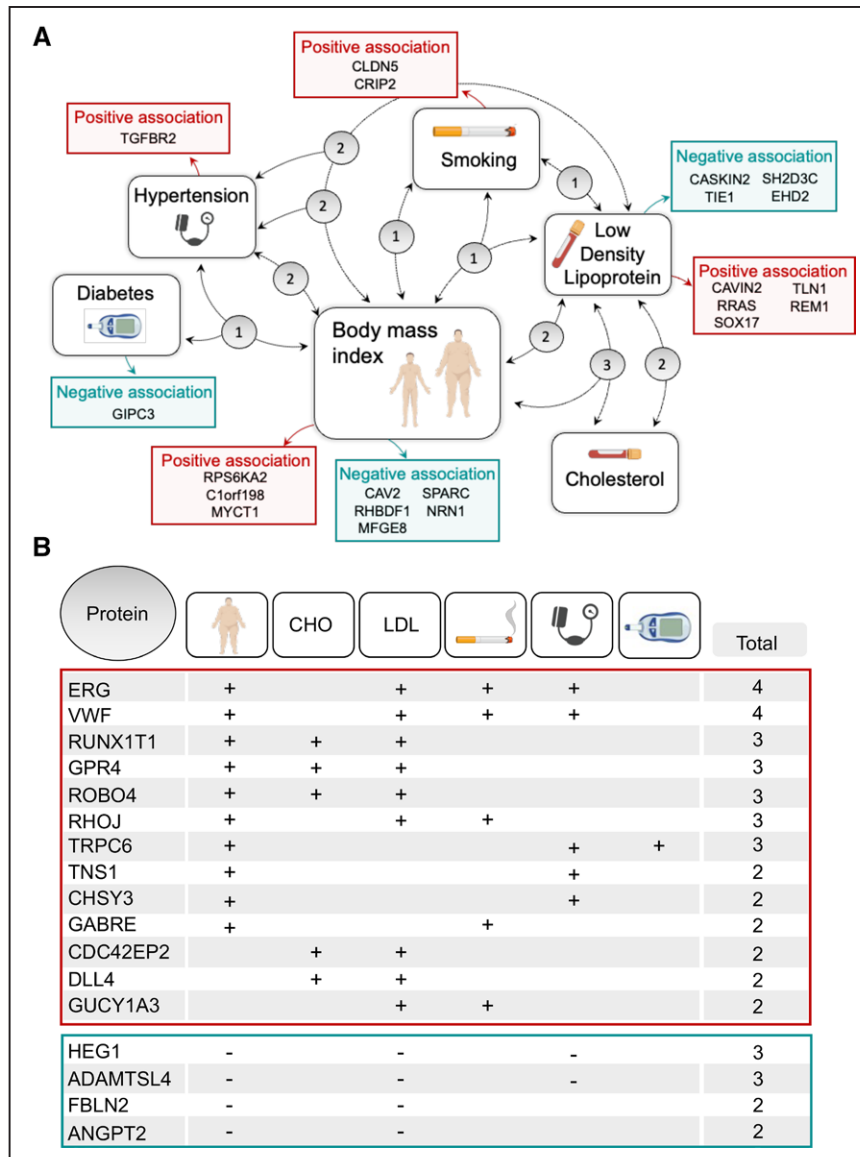 A
Positive association
CLDN5
CRIP2
Positive association
TGFBR2
2
Smoking
Negative association
CASKIN2 SH2D3C
TIE1 EHD2
Hypertension
1
2
1
1
Low
Density
Lipoprotein
2
Positive association
CAVIN2 TLN1
RRAS REM1
SOX17
Diabetes
1
Body mass
index
2
3
2
Negative association
GIPC3
Positive association
RPS6KA2
C1orf198
MYCT1
Negative association
CAV2 SPARC
RHBDF1 NRN1
MFGE8
Cholesterol
B
Protein CHO LDL Total
ERG + + + + 4
VWF + + + + 4
RUNX1T1 + + + 3
GPR4 + + + 3
ROBO4 + + + 3
RHOJ + + + 3
TRPC6 + + + 3
TNS1 + + 2
CHSY3 + + 2
GABRE + + 2
CDC42EP2 + + 2
DLL4 + + 2
GUCY1A3 + + 2
HEG1 - - - 3
ADAMTSL4 - - - 3
FBLN2 - - 2
ANGPT2 - - 2